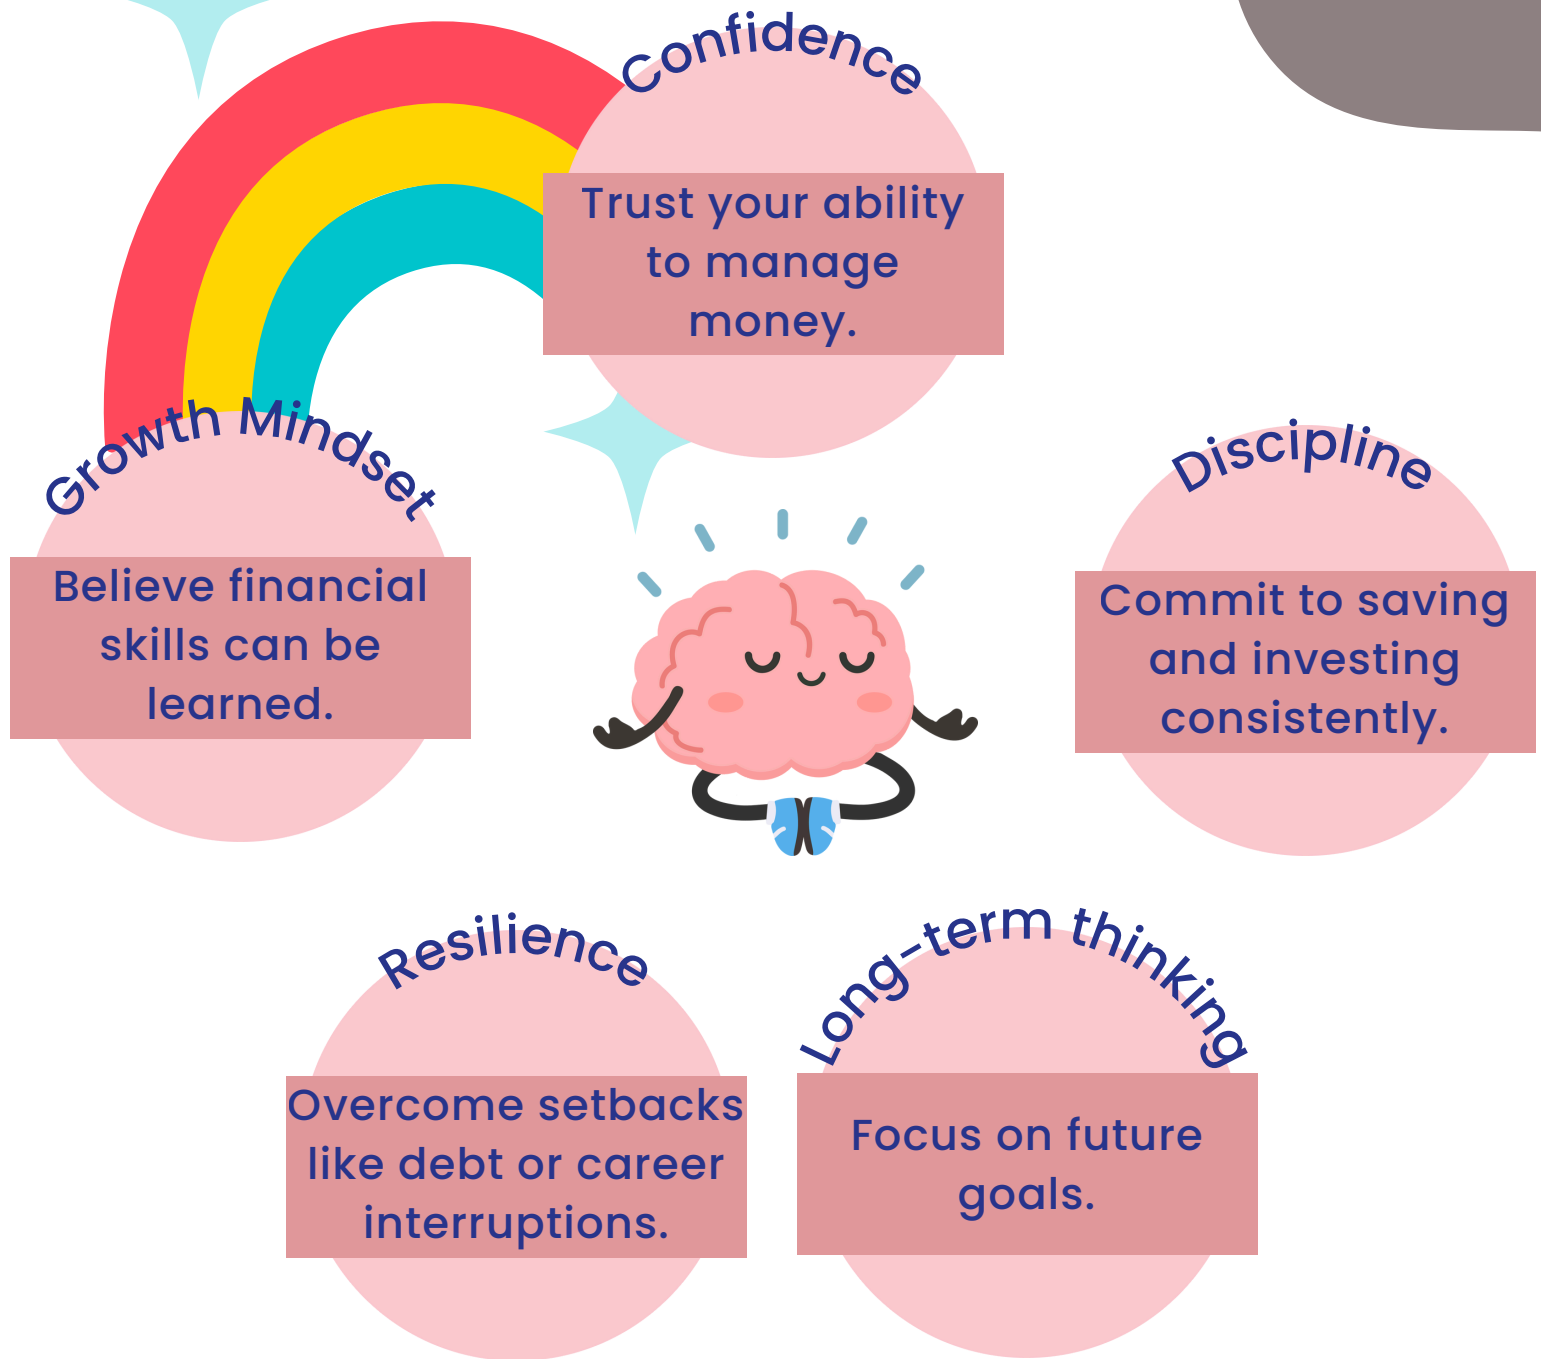 Confidence
Trust your ability
to manage
money.
Growth Mindset
Believe financial
skills can be
learned.
Discipline
Commit to saving
and investing
consistently.
Resilience
Overcome setbacks
like debt or career
interruptions.
Long-term thinking
Focus on future
goals.